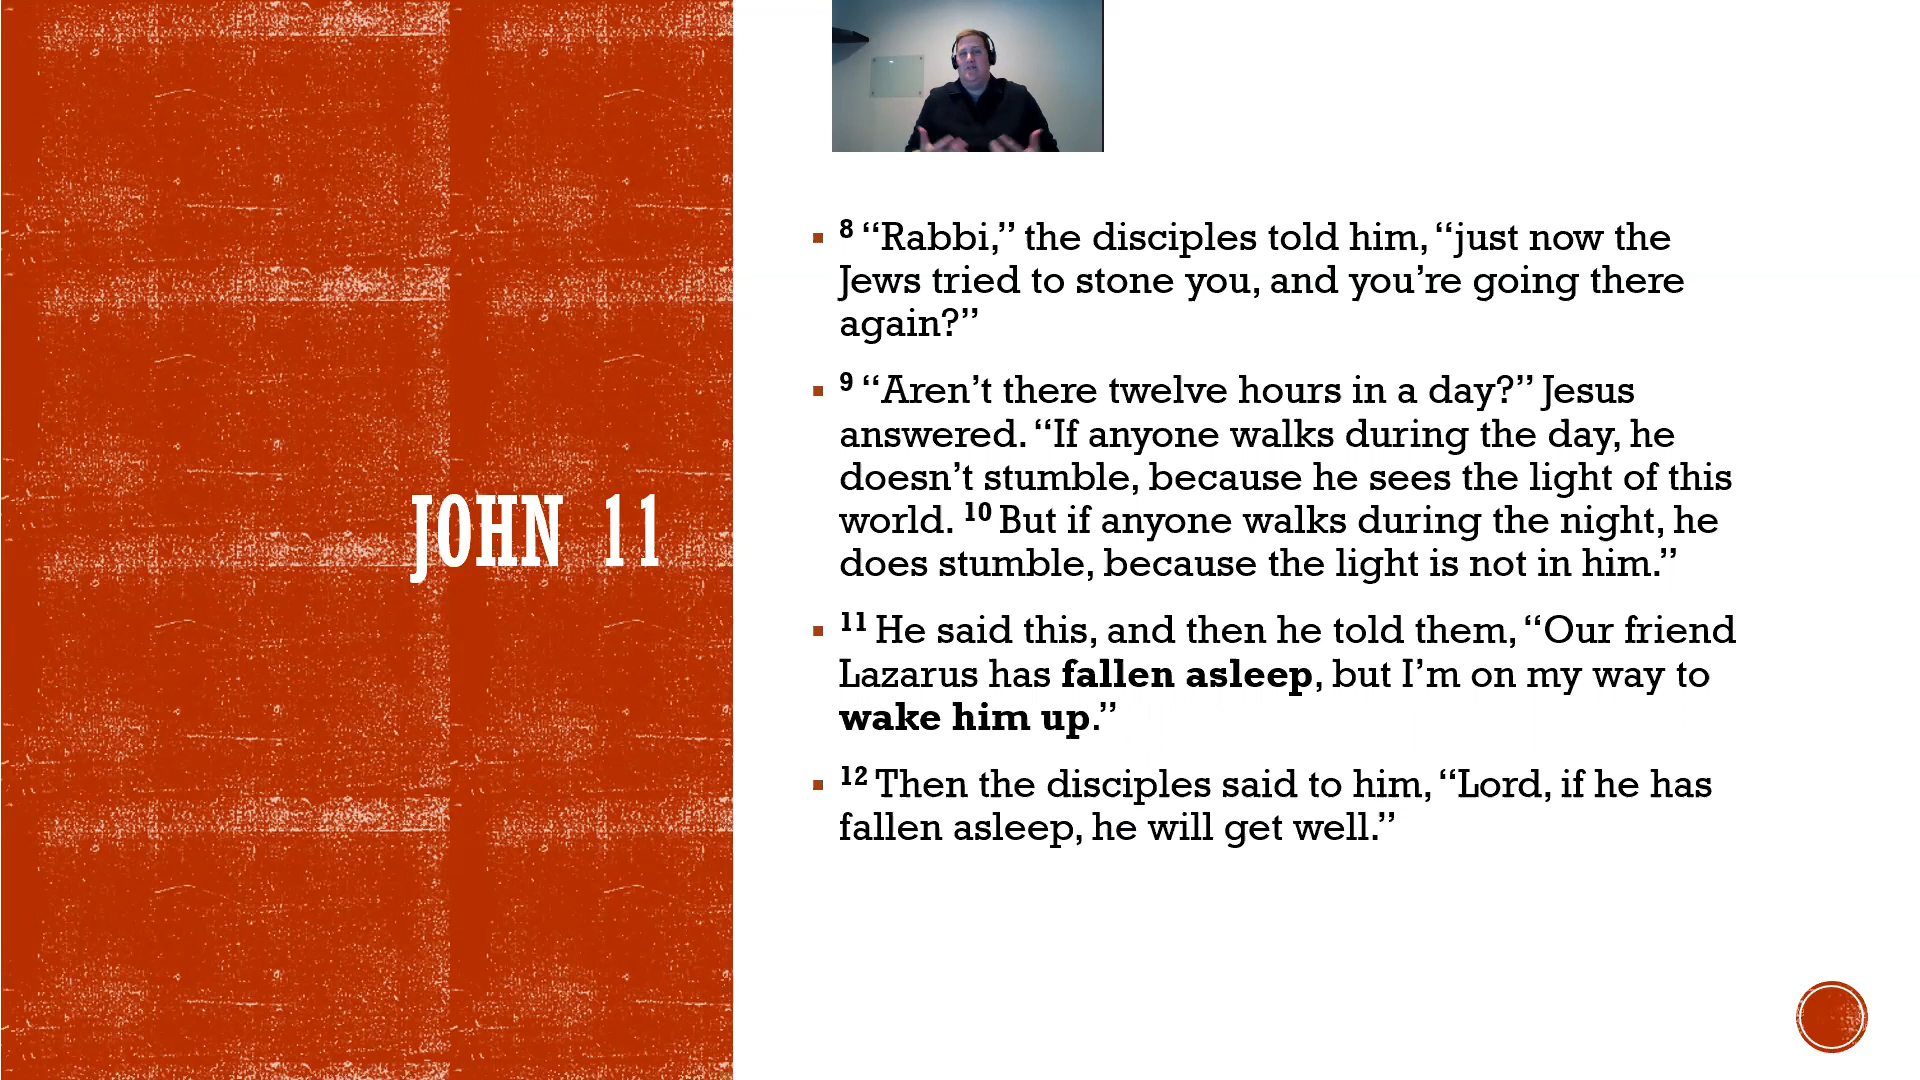 JOHN 11
8 “Rabbi,” the disciples told him, “just now the
Jews tried to stone you, and you’re going there
again?”
9 “Aren’t there twelve hours in a day?” Jesus
answered. “If anyone walks during the day, he
doesn’t stumble, because he sees the light of this
world. 10 But if anyone walks during the night, he
does stumble, because the light is not in him.”
11 He said this, and then he told them, “Our friend
Lazarus has fallen asleep, but I’m on my way to
wake him up.”
12 Then the disciples said to him, “Lord, if he has
fallen asleep, he will get well.”